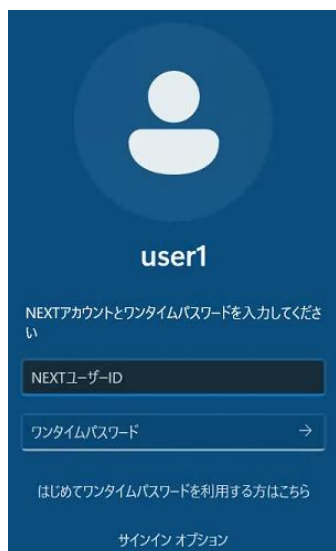 user1
NEXTアカウントとワンタイムパスワードを入力してくださ
い
NEXTユーザーID
ワンタイムパスワード
はじめてワンタイムパスワードを利用する方はこちら
サインイン オプション